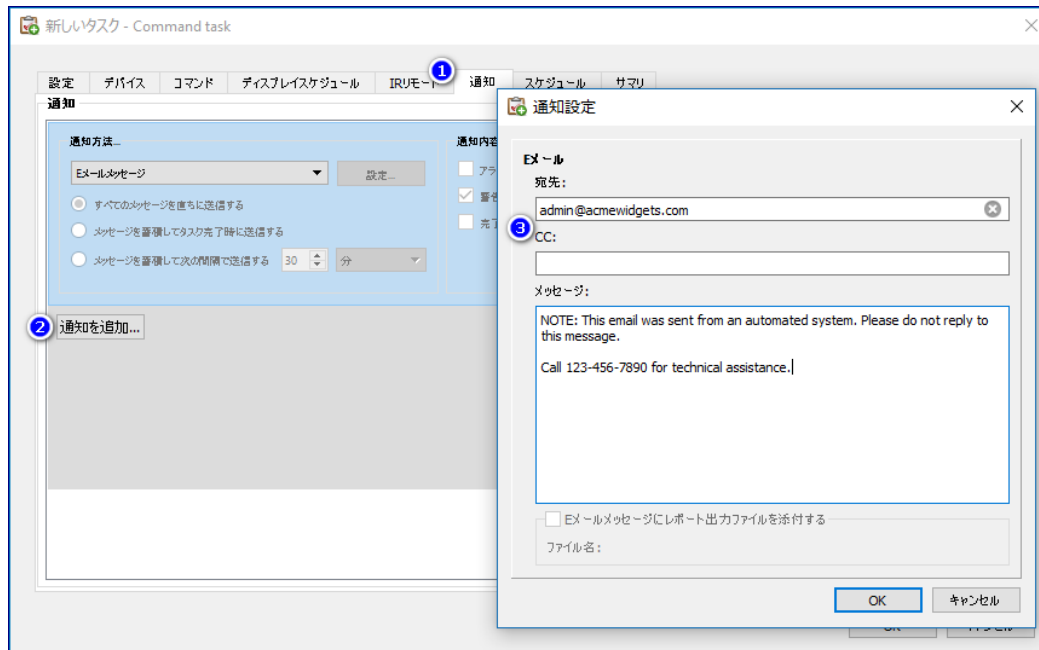 新しいタスク - Command task
設定 デバイス コマンド ディスプレイスケジュール IRリモート 1 通知 スケジュール サマリ
通知
通知方法...
通知内容
Eメールメッセージ
設定...
すべてのメッセージを直ちに送信する
メッセージを蓄積してタスク完了時に送信する
メッセージを蓄積して次の間隔で送信する 30 分
アラ
警告
完了
2 通知を追加...
通知設定
Eメール
宛先:
admin@acmewidgets.com
3
CC:
メッセージ:
NOTE: This email was sent from an automated system. Please do not reply to
this message.
Call 123-456-7890 for technical assistance.
Eメールメッセージにレポート出力ファイルを添付する
ファイル名:
OK キャンセル